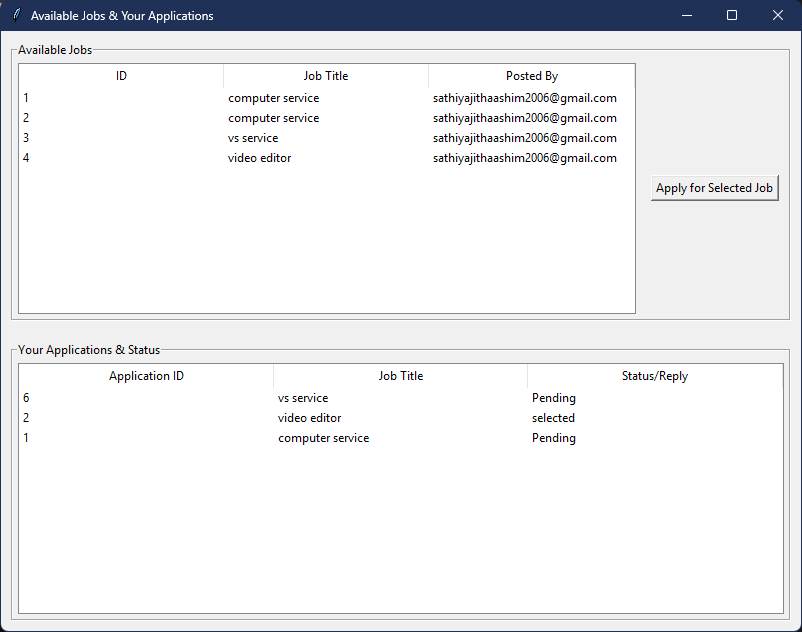 Available Jobs & Your Applications
Available Jobs
ID Job Title Posted By
1 computer service sathiyajithaashim2006@gmail.com
2 computer service sathiyajithaashim2006@gmail.com
3 vs service sathiyajithaashim2006@gmail.com
4 video editor sathiyajithaashim2006@gmail.com
Apply for Selected Job
Your Applications & Status
Application ID Job Title Status/Reply
6 vs service Pending
2 video editor selected
1 computer service Pending